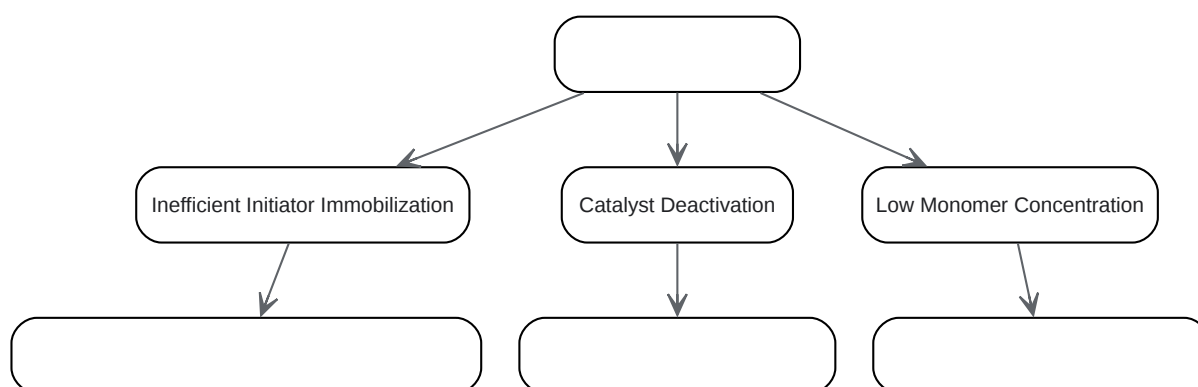 Inefficient Initiator Immobilization
Catalyst Deactivation
Low Monomer Concentration